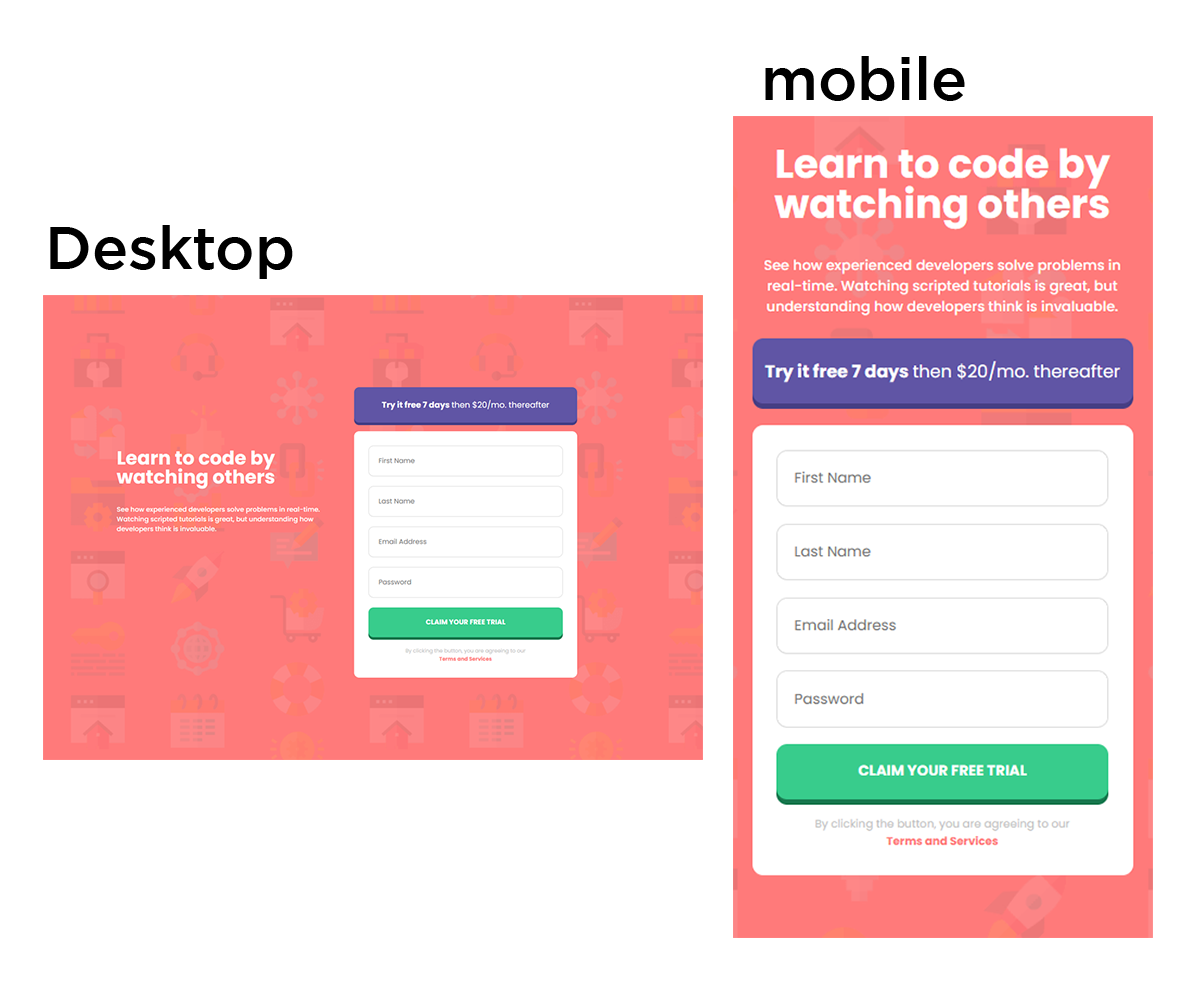 Desktop
Learn to code by
watching others
See how experienced developers solve problems in real-time.
Watching scripted tutorials is great, but understanding how
developers think is invaluable.
Try it free 7 days then $20/mo. thereafter
First Name
Last Name
Email Address
Password
CLAIM YOUR FREE TRIAL
By clicking the button, you are agreeing to our
Terms and Services
mobile
Learn to code by
watching others
See how experienced developers solve problems in
real-time. Watching scripted tutorials is great, but
understanding how developers think is invaluable.
Try it free 7 days then $20/mo. thereafter
First Name
Last Name
Email Address
Password
CLAIM YOUR FREE TRIAL
By clicking the button, you are agreeing to our
Terms and Services